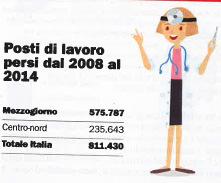 Posti di lavoro
persi dal 2008 al
2014
Mezzogiorno 575.787
Centro-nord 235.643
Totale Italia 811.430